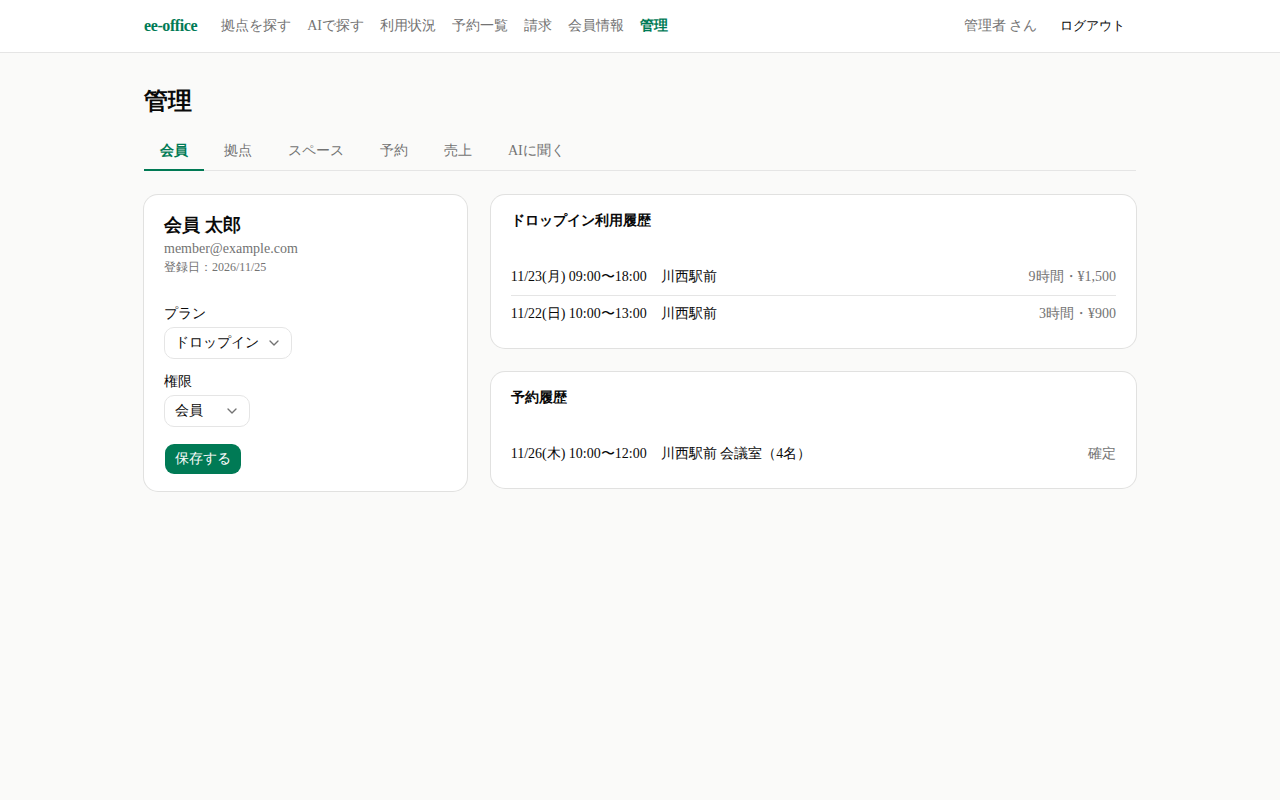 ee-office 拠点を探す AIで探す 利用状況 予約一覧 請求 会員情報 管理 管理者 さん ログアウト
管理
会員 拠点 スペース 予約 売上 AIに聞く
会員 太郎
member@example.com
登録日：2026/11/25
プラン
ドロップイン
権限
会員
保存する
ドロップイン利用履歴
11/23(月) 09:00〜18:00 川西駅前 9時間・¥1,500
11/22(日) 10:00〜13:00 川西駅前 3時間・¥900
予約履歴
11/26(木) 10:00〜12:00 川西駅前 会議室（4名） 確定